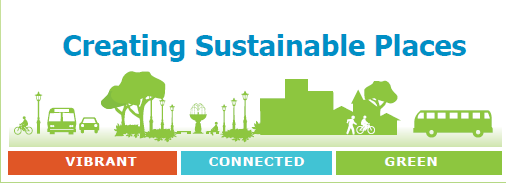 Creating Sustainable Places
VIBRANT CONNECTED GREEN